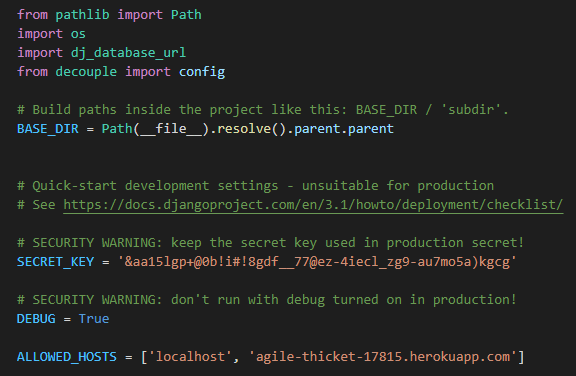 from pathlib import Path
import os
import dj_database_url
from decouple import config
# Build paths inside the project like this: BASE_DIR / 'subdir'.
BASE_DIR = Path(__file__).resolve().parent.parent
# Quick-start development settings - unsuitable for production
# See https://docs.djangoproject.com/en/3.1/howto/deployment/checklist/
# SECURITY WARNING: keep the secret key used in production secret!
SECRET_KEY = '&aa15lgp+@0b!i#!8gdf__77@ez-4iecl_zg9-au7mo5a)kgcg'
# SECURITY WARNING: don't run with debug turned on in production!
DEBUG = True
ALLOWED_HOSTS = ['localhost', 'agile-thicket-17815.herokuapp.com']